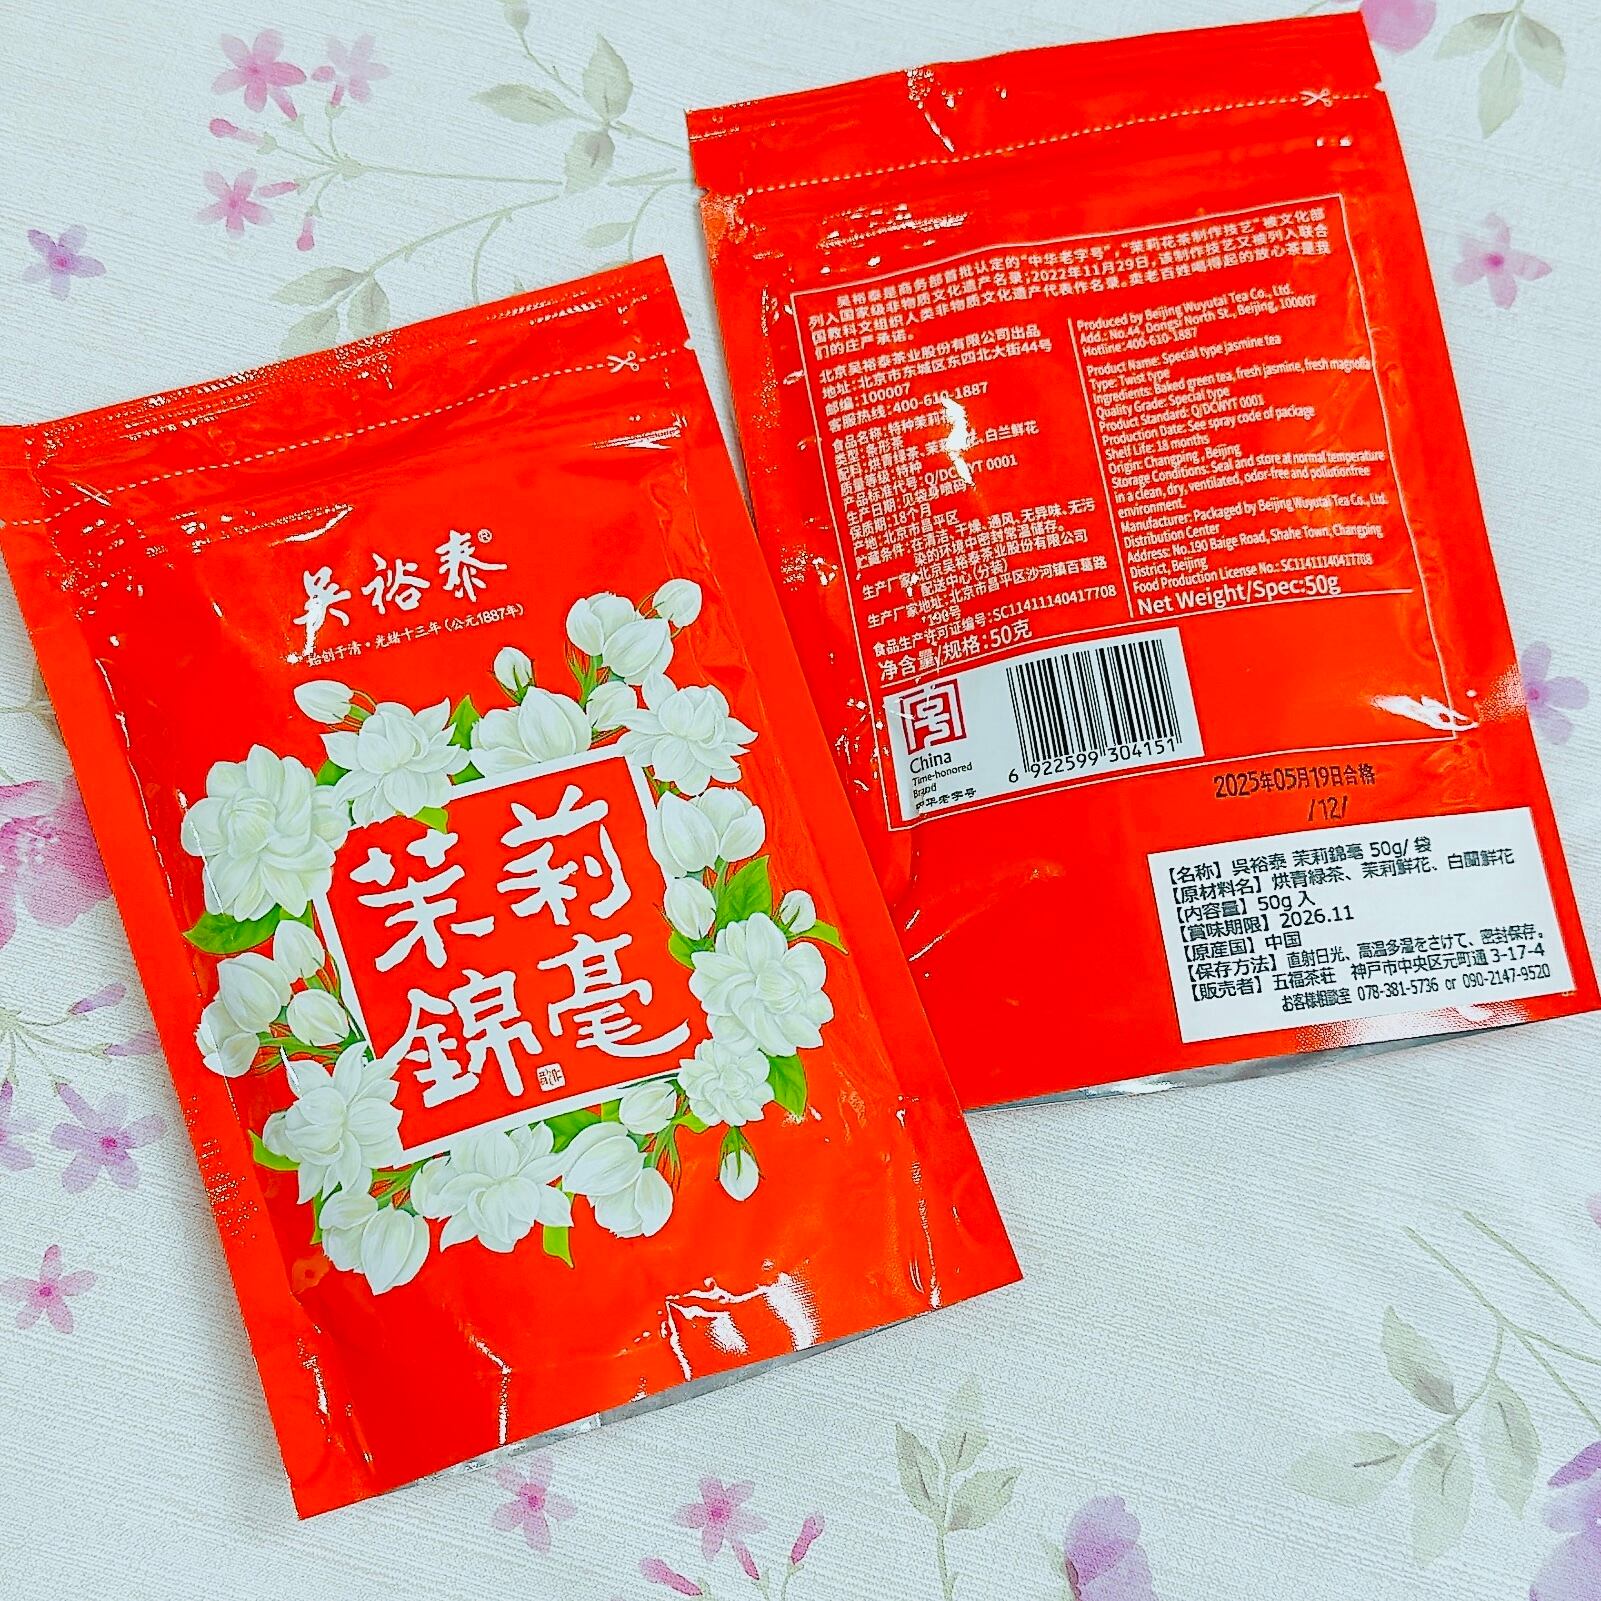 吴裕泰®
始创于清·光绪十三年(公元1887年)
茉莉
錦毫
吴裕泰是商务部首批认定的“中华老字号”,“茉莉花茶制作技艺”被文化部
列入国家级非物质文化遗产名录;2022年11月29日,该制作技艺又被列入联合
国教科文组织人类非物质文化遗产代表作名录。卖老百姓喝得起的放心茶是我
们的庄严承诺。
北京吴裕泰茶业股份有限公司出品
地址:北京市东城区东四北大街44号
邮编:100007
客服热线:400-610-1887
食品名称:特种茉莉
类型:条形茶
配料:烘青绿茶、茉莉 花、白兰鲜花
质量等级:特种
产品标准代号:Q/DCWYT 0001
生产日期:见袋身喷码
保质期:18个月
产地:北京市昌平区
贮藏条件:在清洁、干燥、通风、无异味、无污
染的环境中密封常温储存。
生产厂家:北京吴裕泰茶业股份有限公司
配送中心(分装)
生产厂家地址:北京市昌平区沙河镇百葛路
190号
食品生产许可证编号:SC11411140417708
净含量/规格:50克
Produced by Beijing Wuyutai Tea Co., Ltd.
Add.: No.44, Dongsi North St., Beijing, 100007
Hotline:400-610-1887
Product Name: Special type jasmine tea
Type: Twist type
Ingredients: Baked green tea, fresh jasmine, fresh magnolia
Quality Grade: Special type
Product Standard: Q/DCWYT 0001
Production Date: See spray code of package
Shelf Life: 18 months
Origin: Changping , Beijing
Storage Conditions: Seal and store at normal temperature
in a clean, dry, ventilated, odor-free and pollution-free
environment.
Manufacturer: Packaged by Beijing Wuyutai Tea Co., Ltd.
Distribution Center
Address: No.190 Baige Road, Shahe Town, Changping
District, Beijing
Food Production License No.: SC11411140417708
Net Weight/Spec:50g
China
Time-honored
Brand
中华老字号
6 922599 304151
2025年05月19日合格
/12/
【名称】 呉裕泰 茉莉錦毫 50g/ 袋
【原材料名】 烘青緑茶、茉莉鮮花、白蘭鮮花
【内容量】 50g 入
【賞味期限】 2026.11
【原産国】 中国
【保存方法】 直射日光、高温多湿をさけて、密封保存。
【販売者】 五福茶荘 神戸市中央区元町通 3-17-4
お客様相談室 078-381-5736 or 090-2147-9520